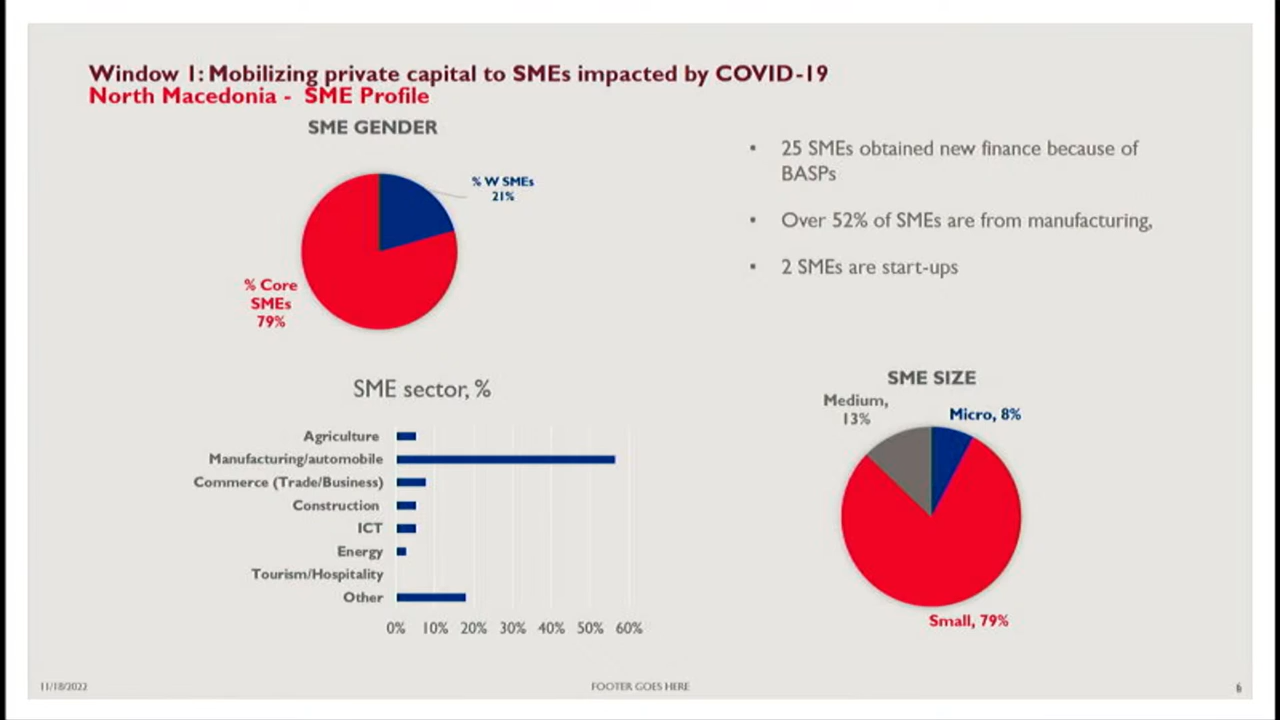 Window 1: Mobilizing private capital to SMEs impacted by COVID-19
North Macedonia - SME Profile
SME GENDER
% W SMEs
21%
% Core
SMEs
79%
• 25 SMEs obtained new finance because of
BASPs
• Over 52% of SMEs are from manufacturing,
• 2 SMEs are start-ups
SME sector, %
Agriculture
Manufacturing/automobile
Commerce (Trade/Business)
Construction
ICT
Energy
Tourism/Hospitality
Other
0% 10% 20% 30% 40% 50% 60%
SME SIZE
Medium,
13%
Micro, 8%
Small, 79%
11/18/2022
FOOTER GOES HERE
6